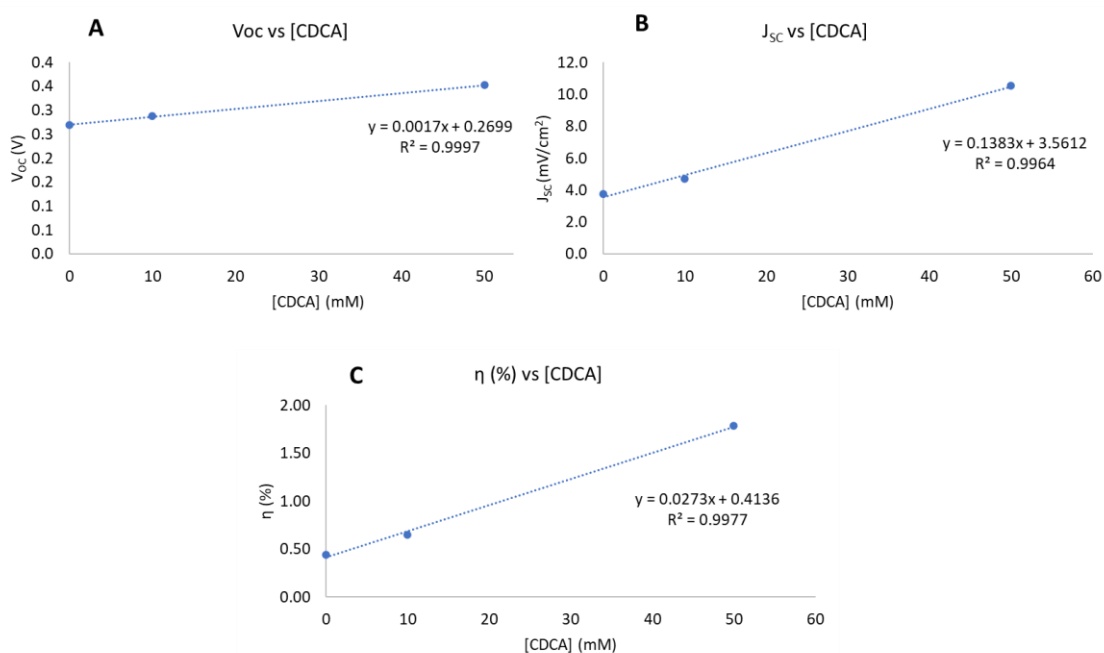 A
Voc vs [CDCA]
0.4
0.4
0.3
0.3
0.2
0.2
0.1
0.1
0.0
V_OC (V)
y = 0.0017x + 0.2699
R² = 0.9997
0 10 20 30 40 50
[CDCA] (mM)
B
J_SC vs [CDCA]
12.0
10.0
8.0
6.0
4.0
2.0
0.0
J_SC (mV/cm²)
y = 0.1383x + 3.5612
R² = 0.9964
0 10 20 30 40 50 60
[CDCA] (mM)
C
η (%) vs [CDCA]
2.00
1.50
1.00
0.50
0.00
η (%)
y = 0.0273x + 0.4136
R² = 0.9977
0 10 20 30 40 50 60
[CDCA] (mM)